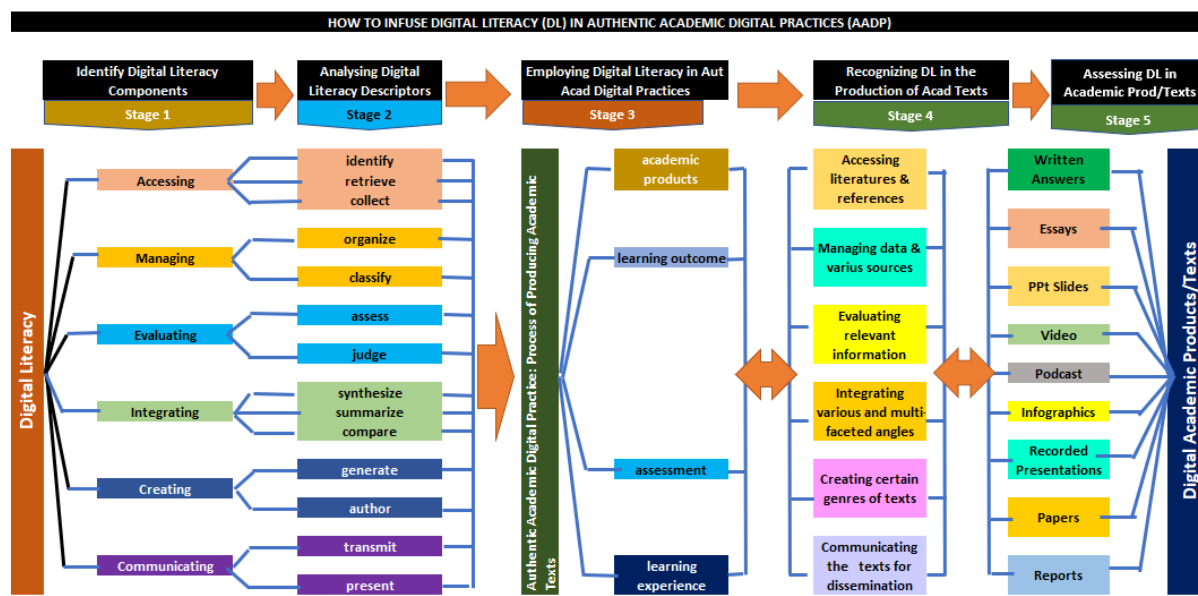 HOW TO INFUSE DIGITAL LITERACY (DL) IN AUTHENTIC ACADEMIC DIGITAL PRACTICES (AADP)
Identify Digital Literacy
Components
Stage 1
Analysing Digital
Literacy Descriptors
Stage 2
Employing Digital Literacy in Aut
Acad Digital Practices
Stage 3
Recognizing DL in the
Production of Acad Texts
Stage 4
Assessing DL in
Academic Prod/Texts
Stage 5
Digital Literacy
Accessing
Managing
Evaluating
Integrating
Creating
Communicating
identify
retrieve
collect
organize
classify
assess
judge
synthesize
summarize
compare
generate
author
transmit
present
Authentic Academic Digital Practice: Process of Producing Academic
Texts
academic
products
learning outcome
assessment
learning
experience
Accessing
literatures &
references
Managing data &
varius sources
Evaluating
relevant
information
Integrating
various and multi-
faceted angles
Creating certain
genres of texts
Communicating
the texts for
dissemination
Written
Answers
Essays
PPt Slides
Video
Podcast
Infographics
Recorded
Presentations
Papers
Reports
Digital Academic Products/Texts